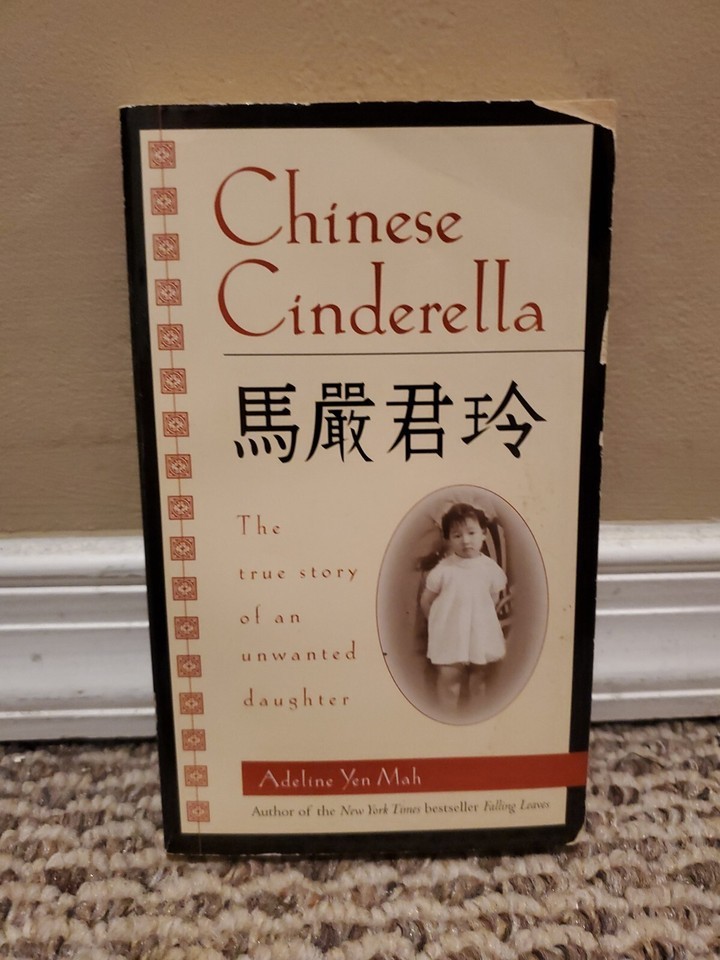 Chinese
Cinderella
馬嚴君玲
The
true story
of an
unwanted
daughter
Adeline Yen Mah
Author of the New York Times bestseller Falling Leaves